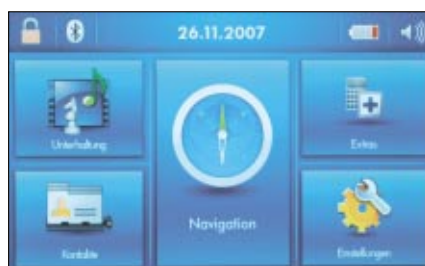 26.11.2007
Unterhaltung
Extras
Navigation
Kontakte
Einstellungen